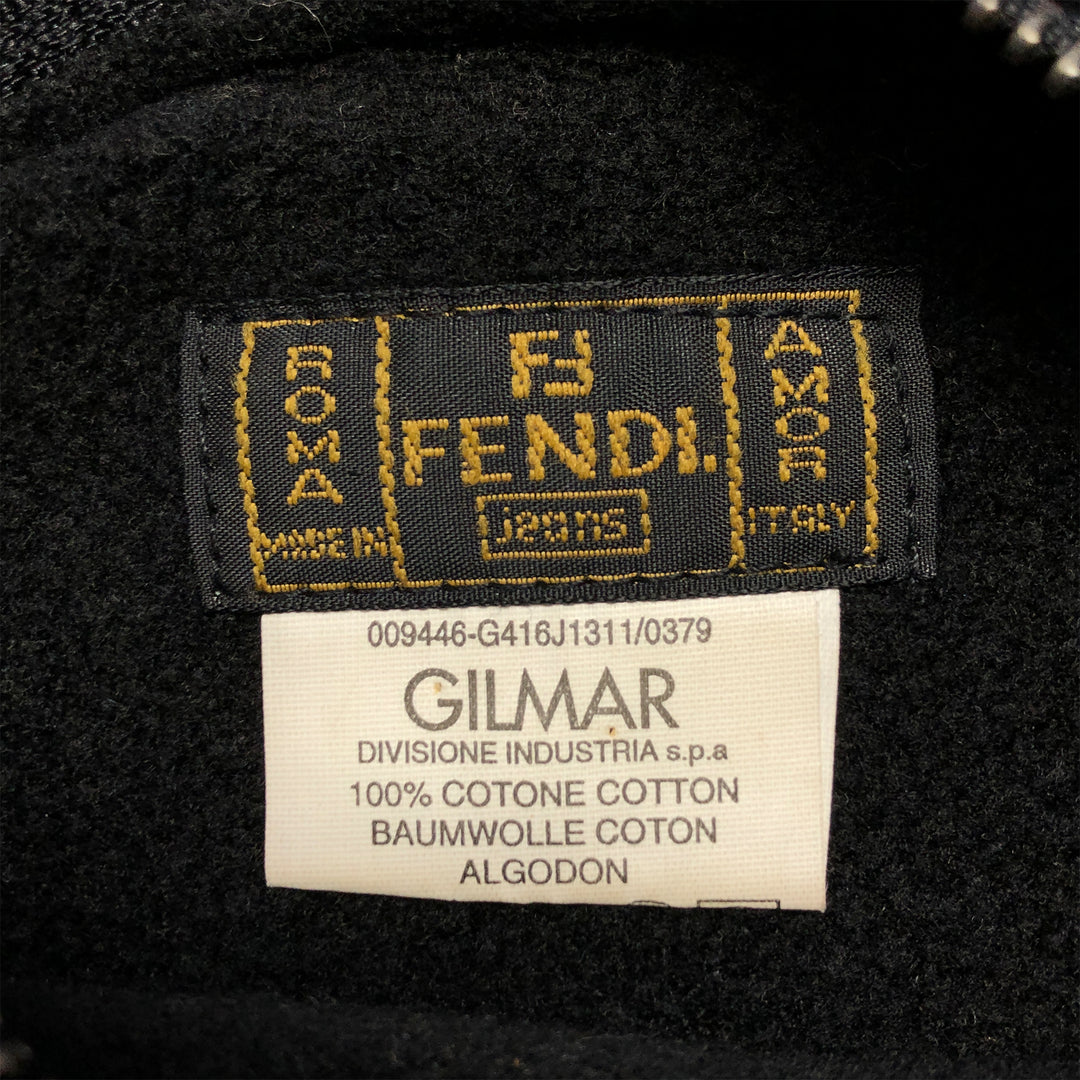 ROMA
MADE IN
FF
FENDI.
jeans
AMOR
ITALY
009446-G416J1311/0379
GILMAR
DIVISIONE INDUSTRIA s.p.a
100% COTONE COTTON
BAUMWOLLE COTON
ALGODON